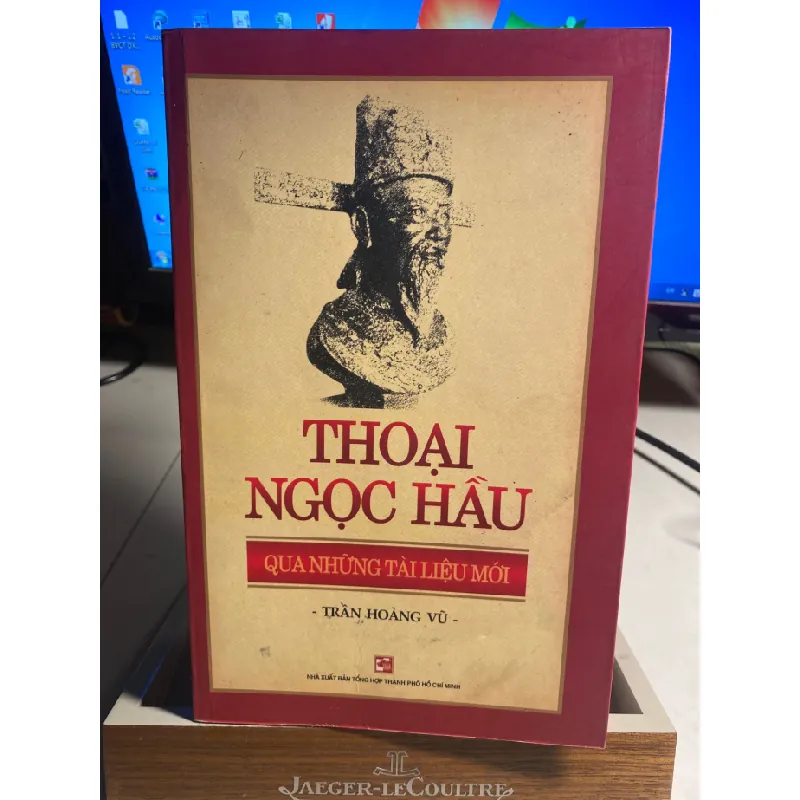 THOẠI
NGỌC HẦU
QUA NHỮNG TÀI LIỆU MỚI
- TRẦN HOÀNG VŨ -
NHÀ XUẤT BẢN TỔNG HỢP THÀNH PHỐ HỒ CHÍ MINH
JAEGER-LECOULTRE